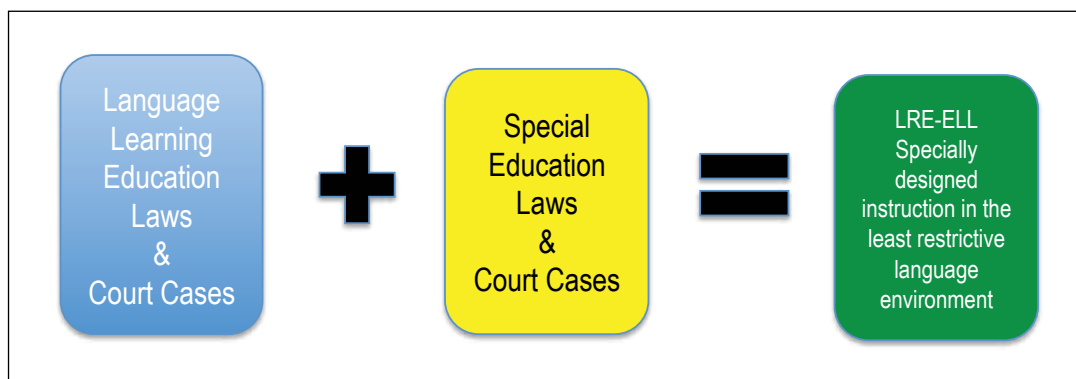 Language
Learning
Education
Laws
&
Court Cases
Special
Education
Laws
&
Court Cases
LRE-ELL
Specially
designed
instruction in the
least restrictive
language
environment